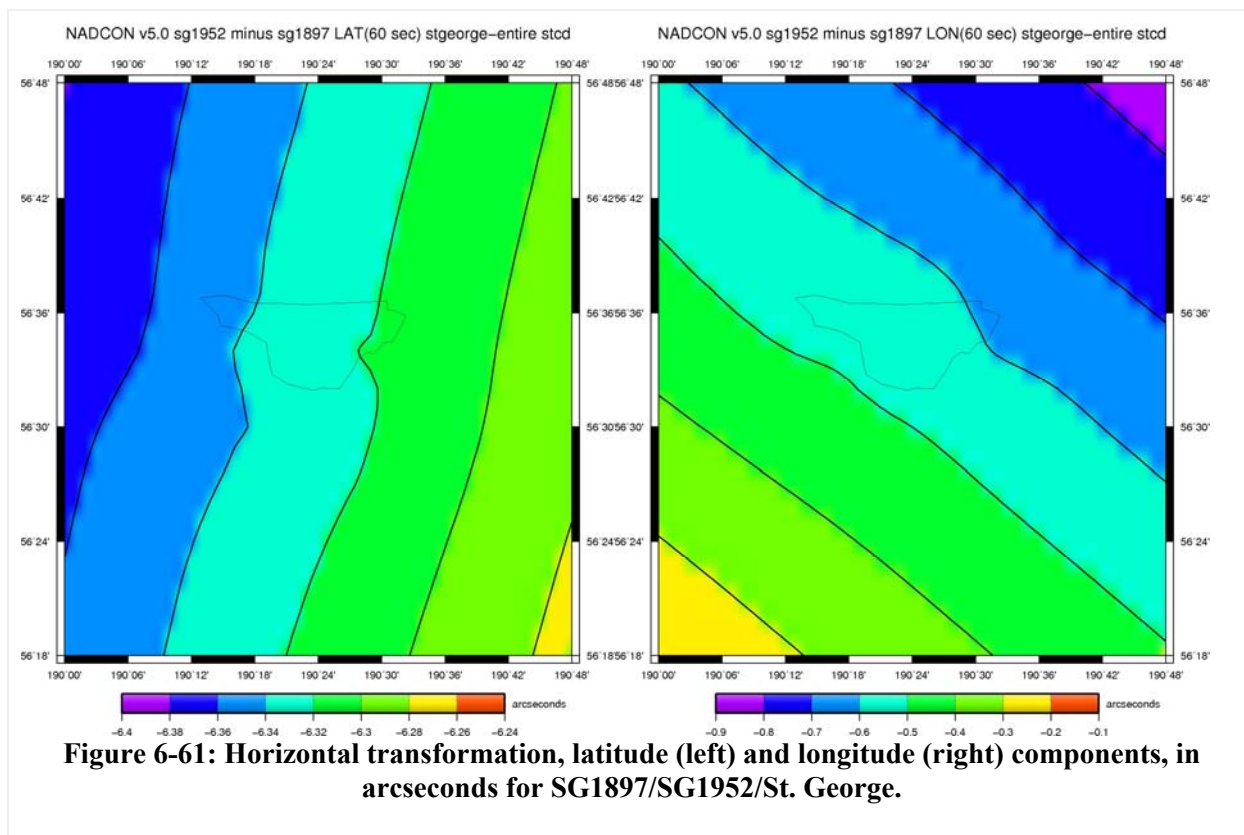 NADCON v5.0 sg1952 minus sg1897 LAT(60 sec) stgeorge-entire stcd
NADCON v5.0 sg1952 minus sg1897 LON(60 sec) stgeorge-entire stcd
190˚00' 190˚06' 190˚12' 190˚18' 190˚24' 190˚30' 190˚36' 190˚42' 190˚48'
190˚00' 190˚06' 190˚12' 190˚18' 190˚24' 190˚30' 190˚36' 190˚42' 190˚48'
56˚48' 56˚48' 56˚48' 56˚48'
56˚42' 56˚42' 56˚42' 56˚42'
56˚36' 56˚36' 56˚36' 56˚36'
56˚30' 56˚30' 56˚30' 56˚30'
56˚24' 56˚24' 56˚24' 56˚24'
56˚18' 56˚18' 56˚18' 56˚18'
190˚00' 190˚06' 190˚12' 190˚18' 190˚24' 190˚30' 190˚36' 190˚42' 190˚48'
190˚00' 190˚06' 190˚12' 190˚18' 190˚24' 190˚30' 190˚36' 190˚42' 190˚48'
arcseconds
−6.4 −6.38 −6.36 −6.34 −6.32 −6.3 −6.28 −6.26 −6.24
arcseconds
−0.9 −0.8 −0.7 −0.6 −0.5 −0.4 −0.3 −0.2 −0.1
Figure 6-61: Horizontal transformation, latitude (left) and longitude (right) components, in
arcseconds for SG1897/SG1952/St. George.